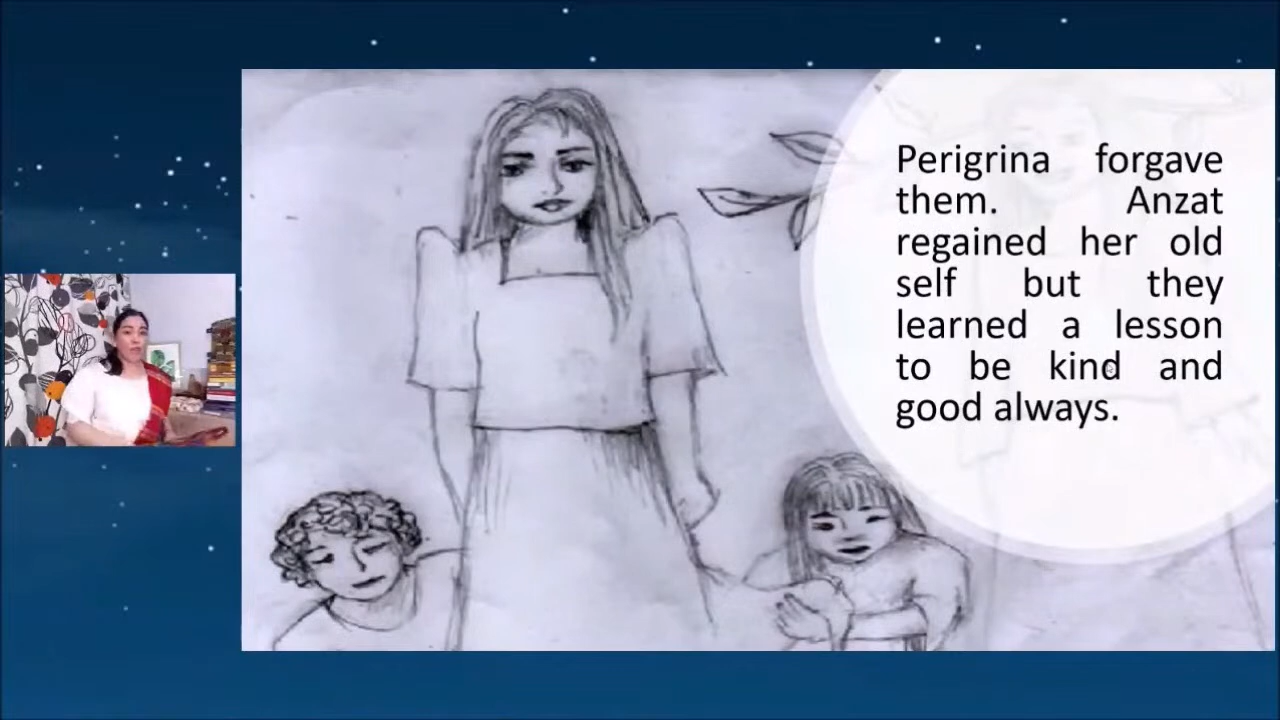 Perigrina forgave
them. Anzat
regained her old
self but they
learned a lesson
to be kind and
good always.